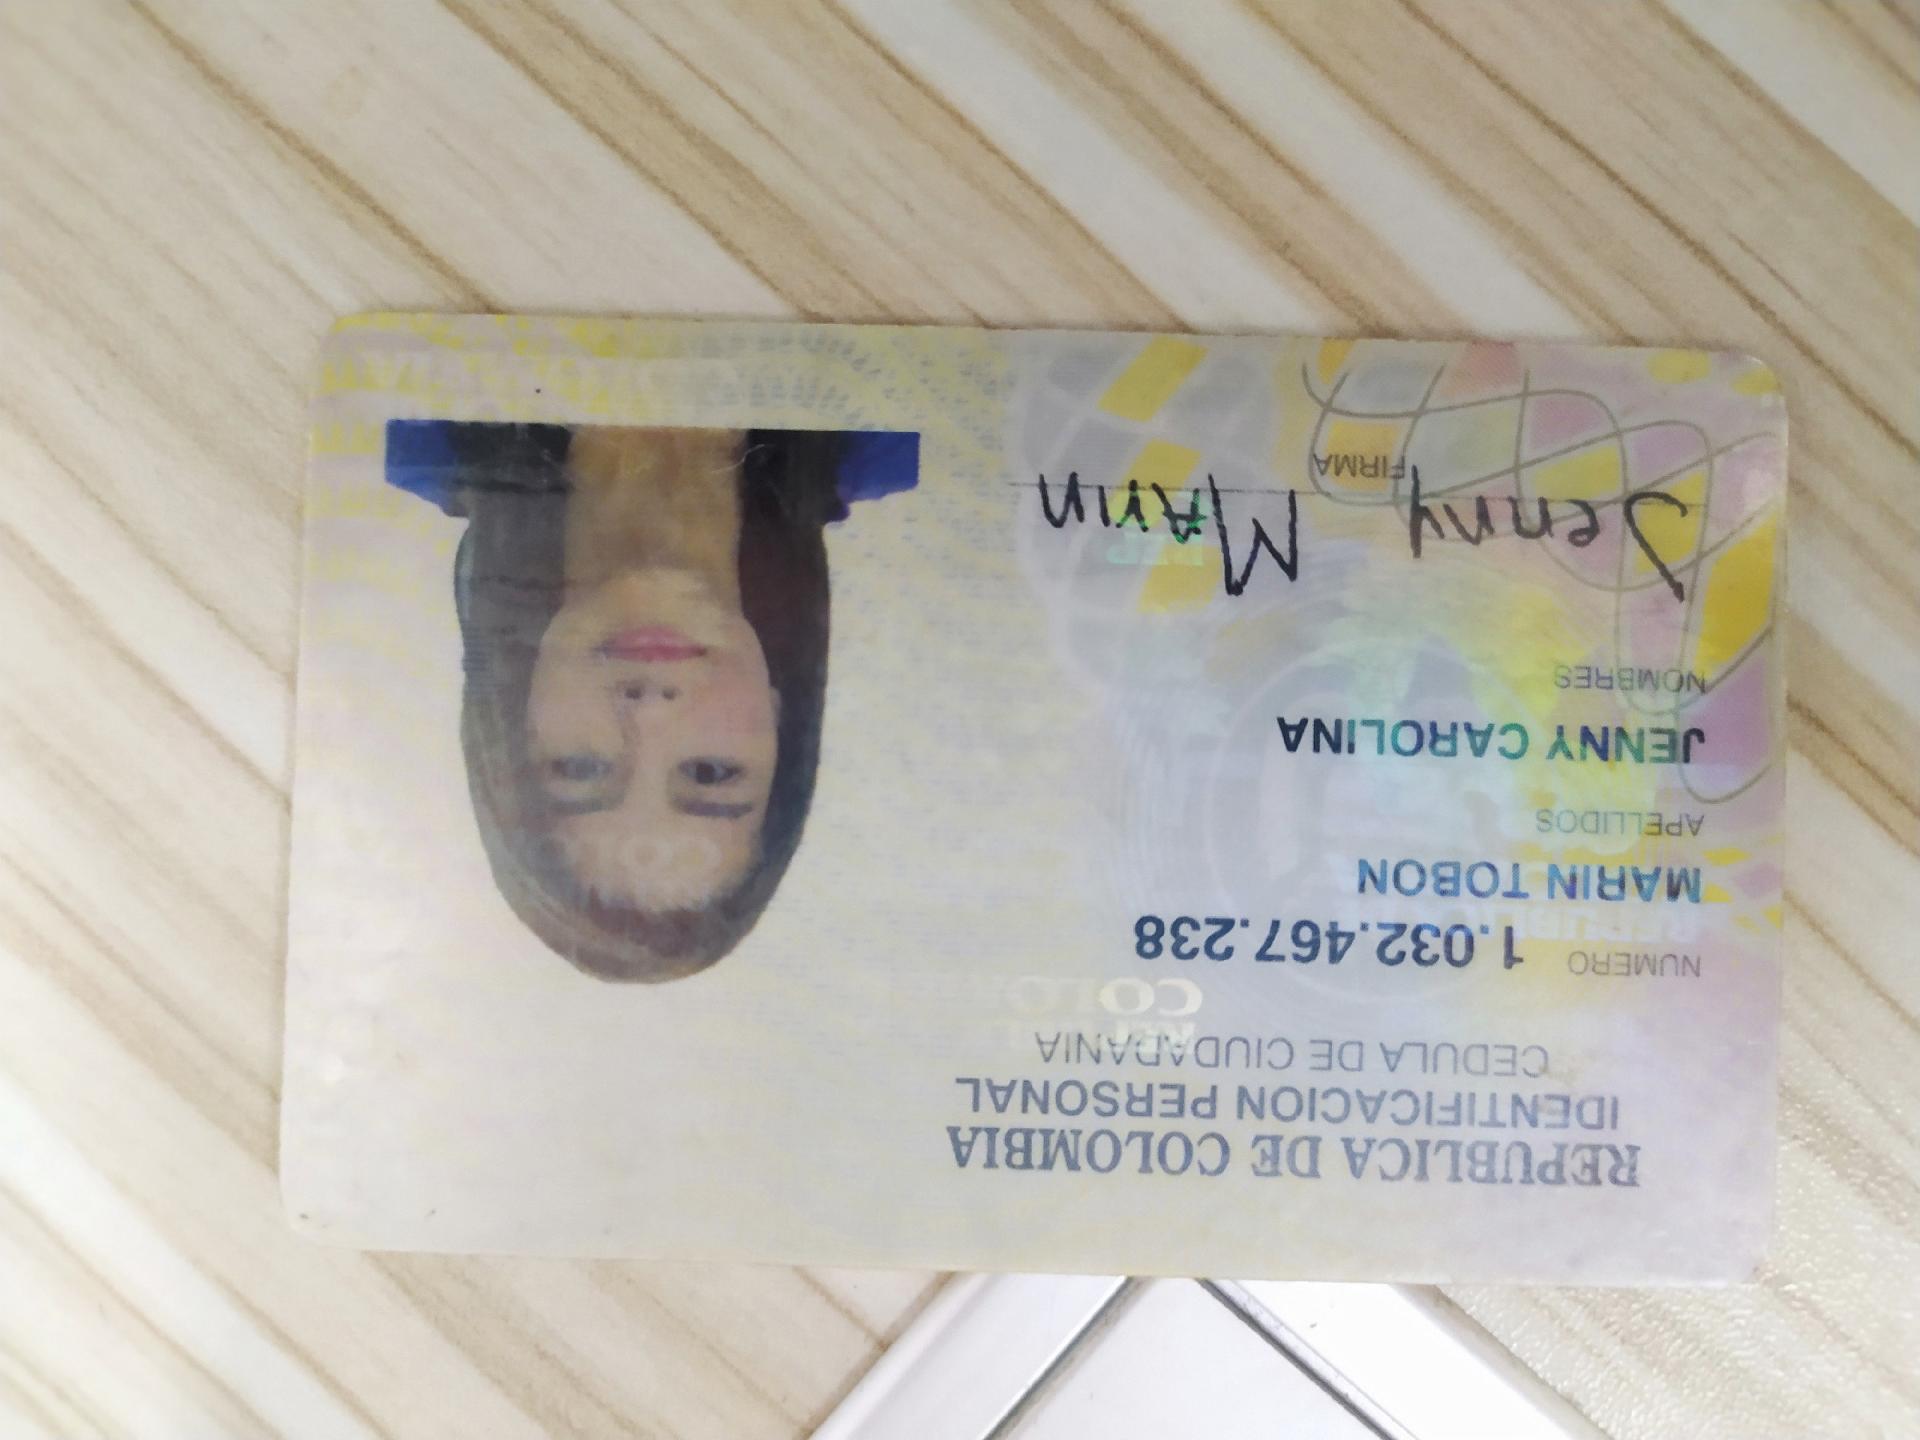 REPUBLICA DE COLOMBIA
IDENTIFICACION PERSONAL
CEDULA DE CIUDADANIA
NUMERO 1.032.467.238
MARIN TOBON
APELLIDOS
JENNY CAROLINA
NOMBRES
Jenny Marin
FIRMA